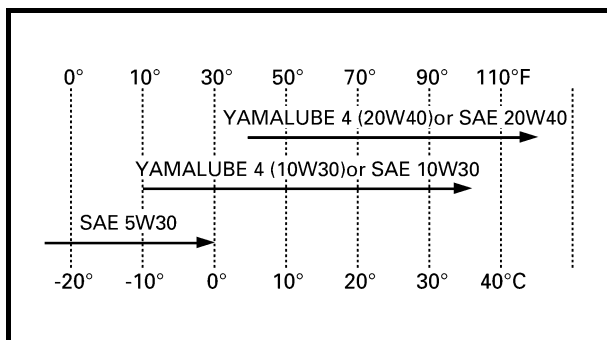 0° 10° 30° 50° 70° 90° 110°F
YAMALUBE 4 (20W40)or SAE 20W40
YAMALUBE 4 (10W30)or SAE 10W30
SAE 5W30
-20° -10° 0° 10° 20° 30° 40°C